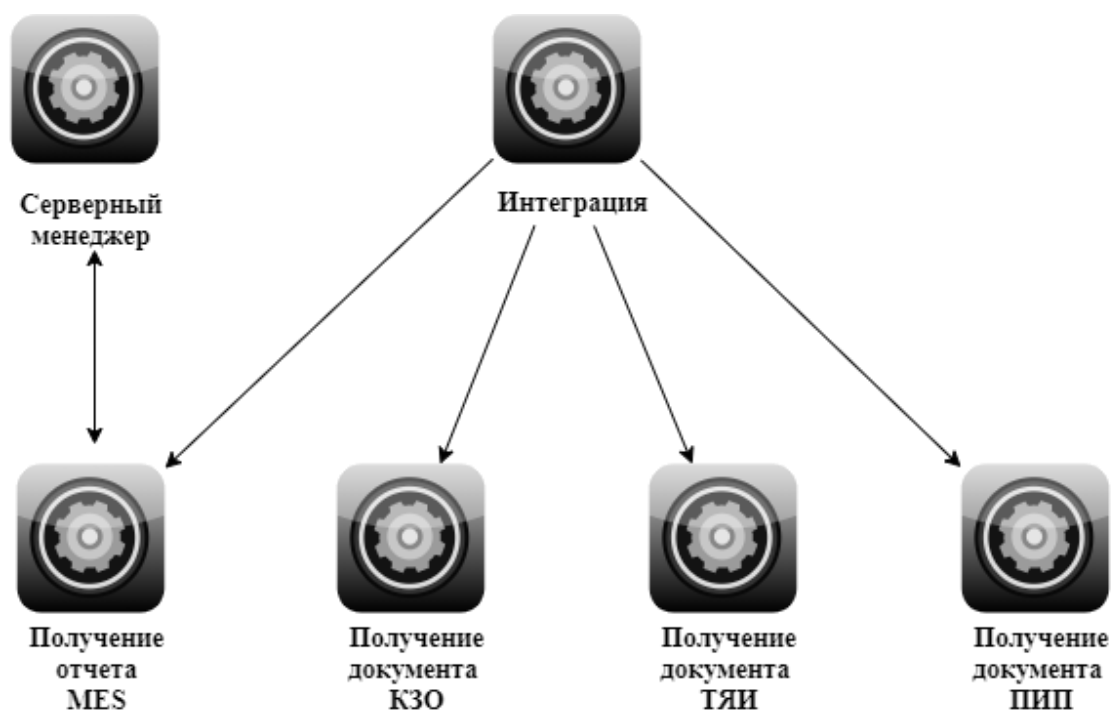 Серверный
менеджер
Интеграция
Получение
отчета
MES
Получение
документа
КЗО
Получение
документа
ТЯИ
Получение
документа
ПИП